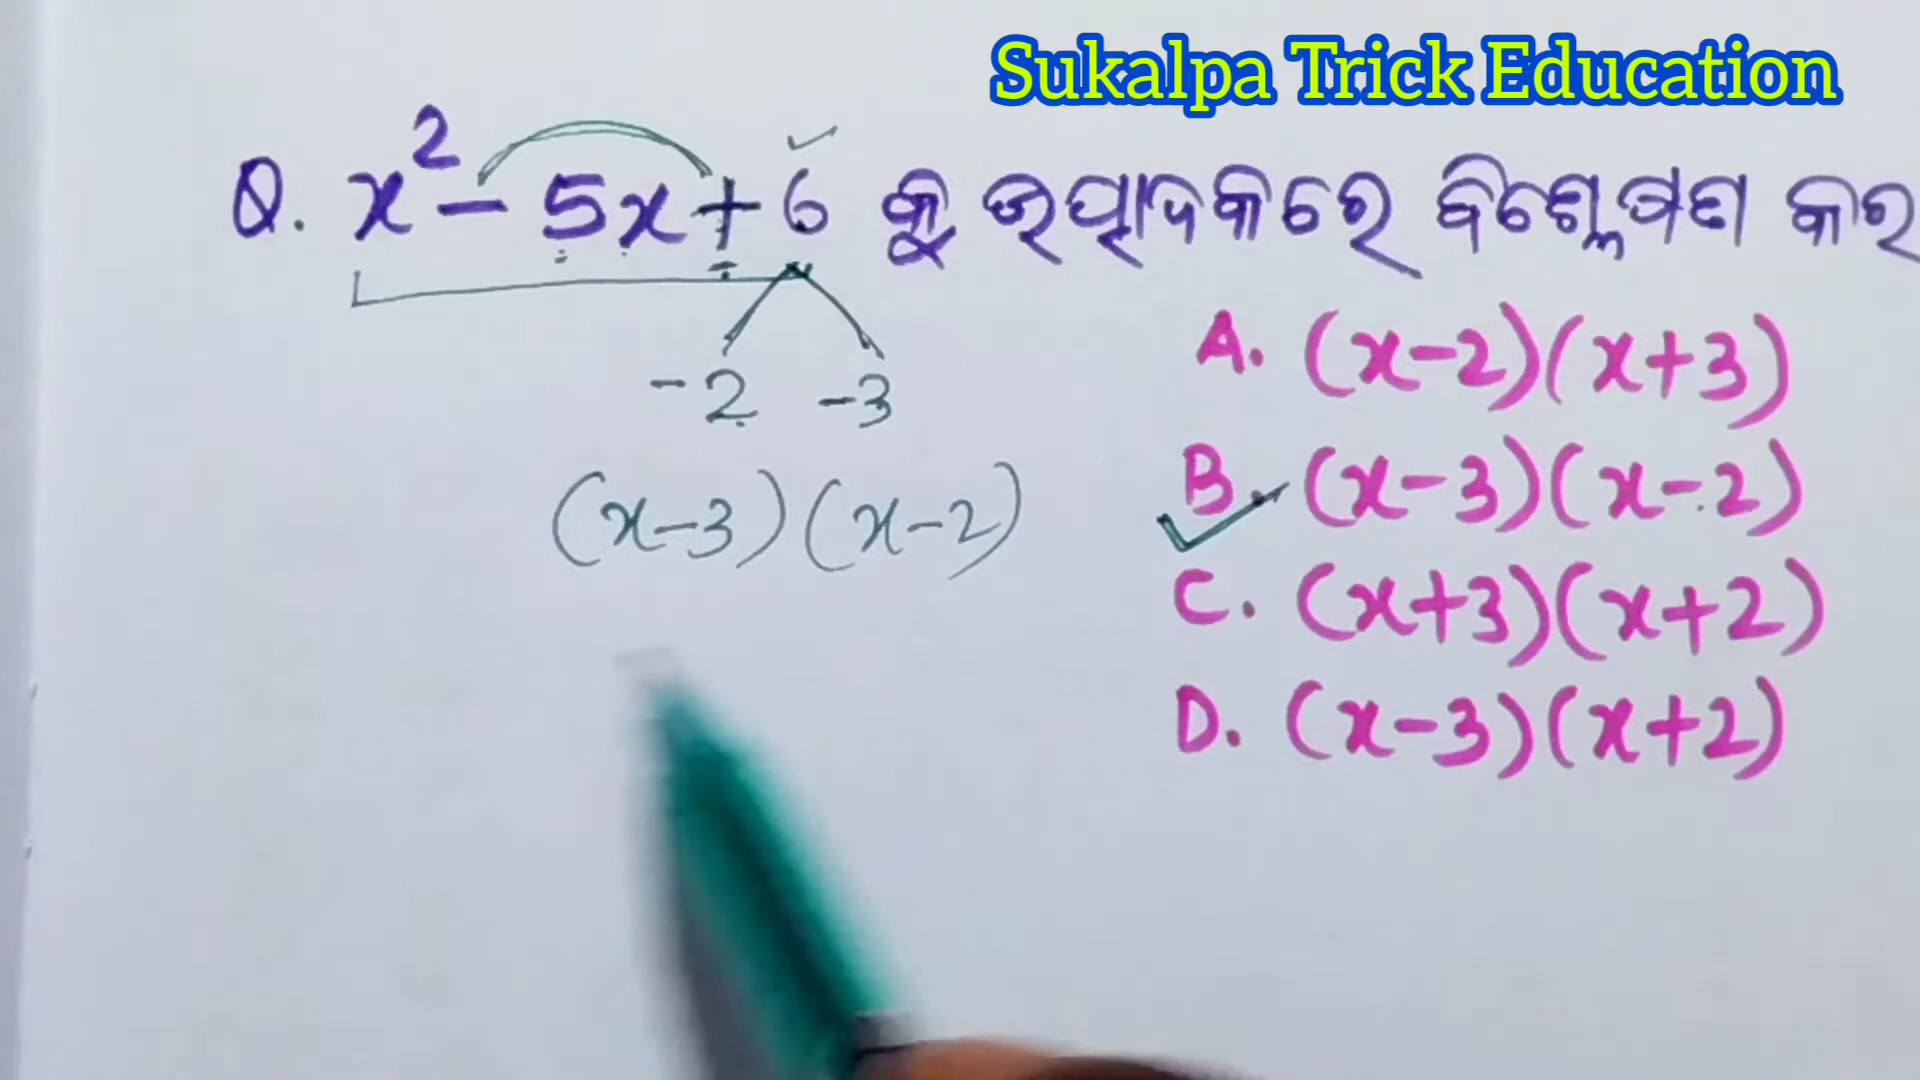 Sukalpa Trick Education
Q. x² - 5x + 6 କୁ ଉତ୍ପାଦକରେ ବିଶ୍ଳେଷଣ କର
-2 -3
(x-3)(x-2)
A. (x-2)(x+3)
B. (x-3)(x-2)
C. (x+3)(x+2)
D. (x-3)(x+2)